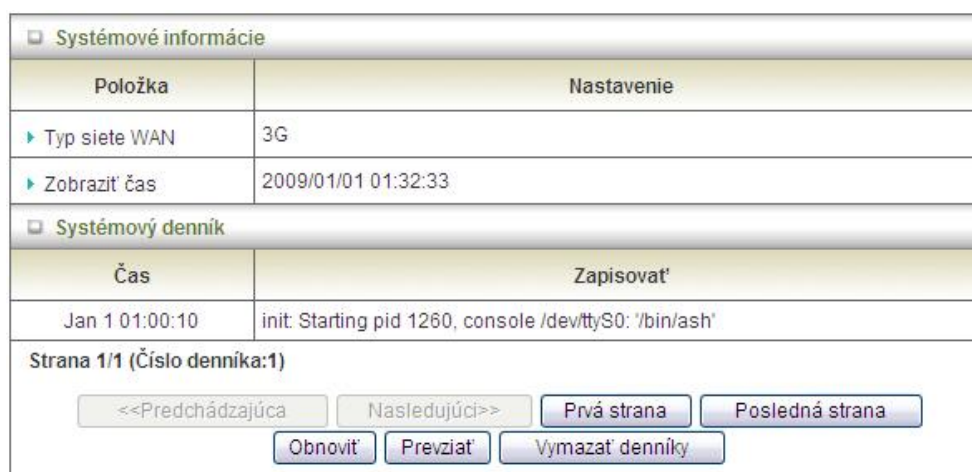 Systémové informácie
Položka Nastavenie
Typ siete WAN 3G
Zobraziť čas 2009/01/01 01:32:33
Systémový denník
Čas Zapisovať
Jan 1 01:00:10 init: Starting pid 1260, console /dev/ttyS0: '/bin/ash'
Strana 1/1 (Číslo denníka:1)
<<Predchádzajúca Nasledujúci>> Prvá strana Posledná strana
Obnoviť Prevziať Vymazať denníky